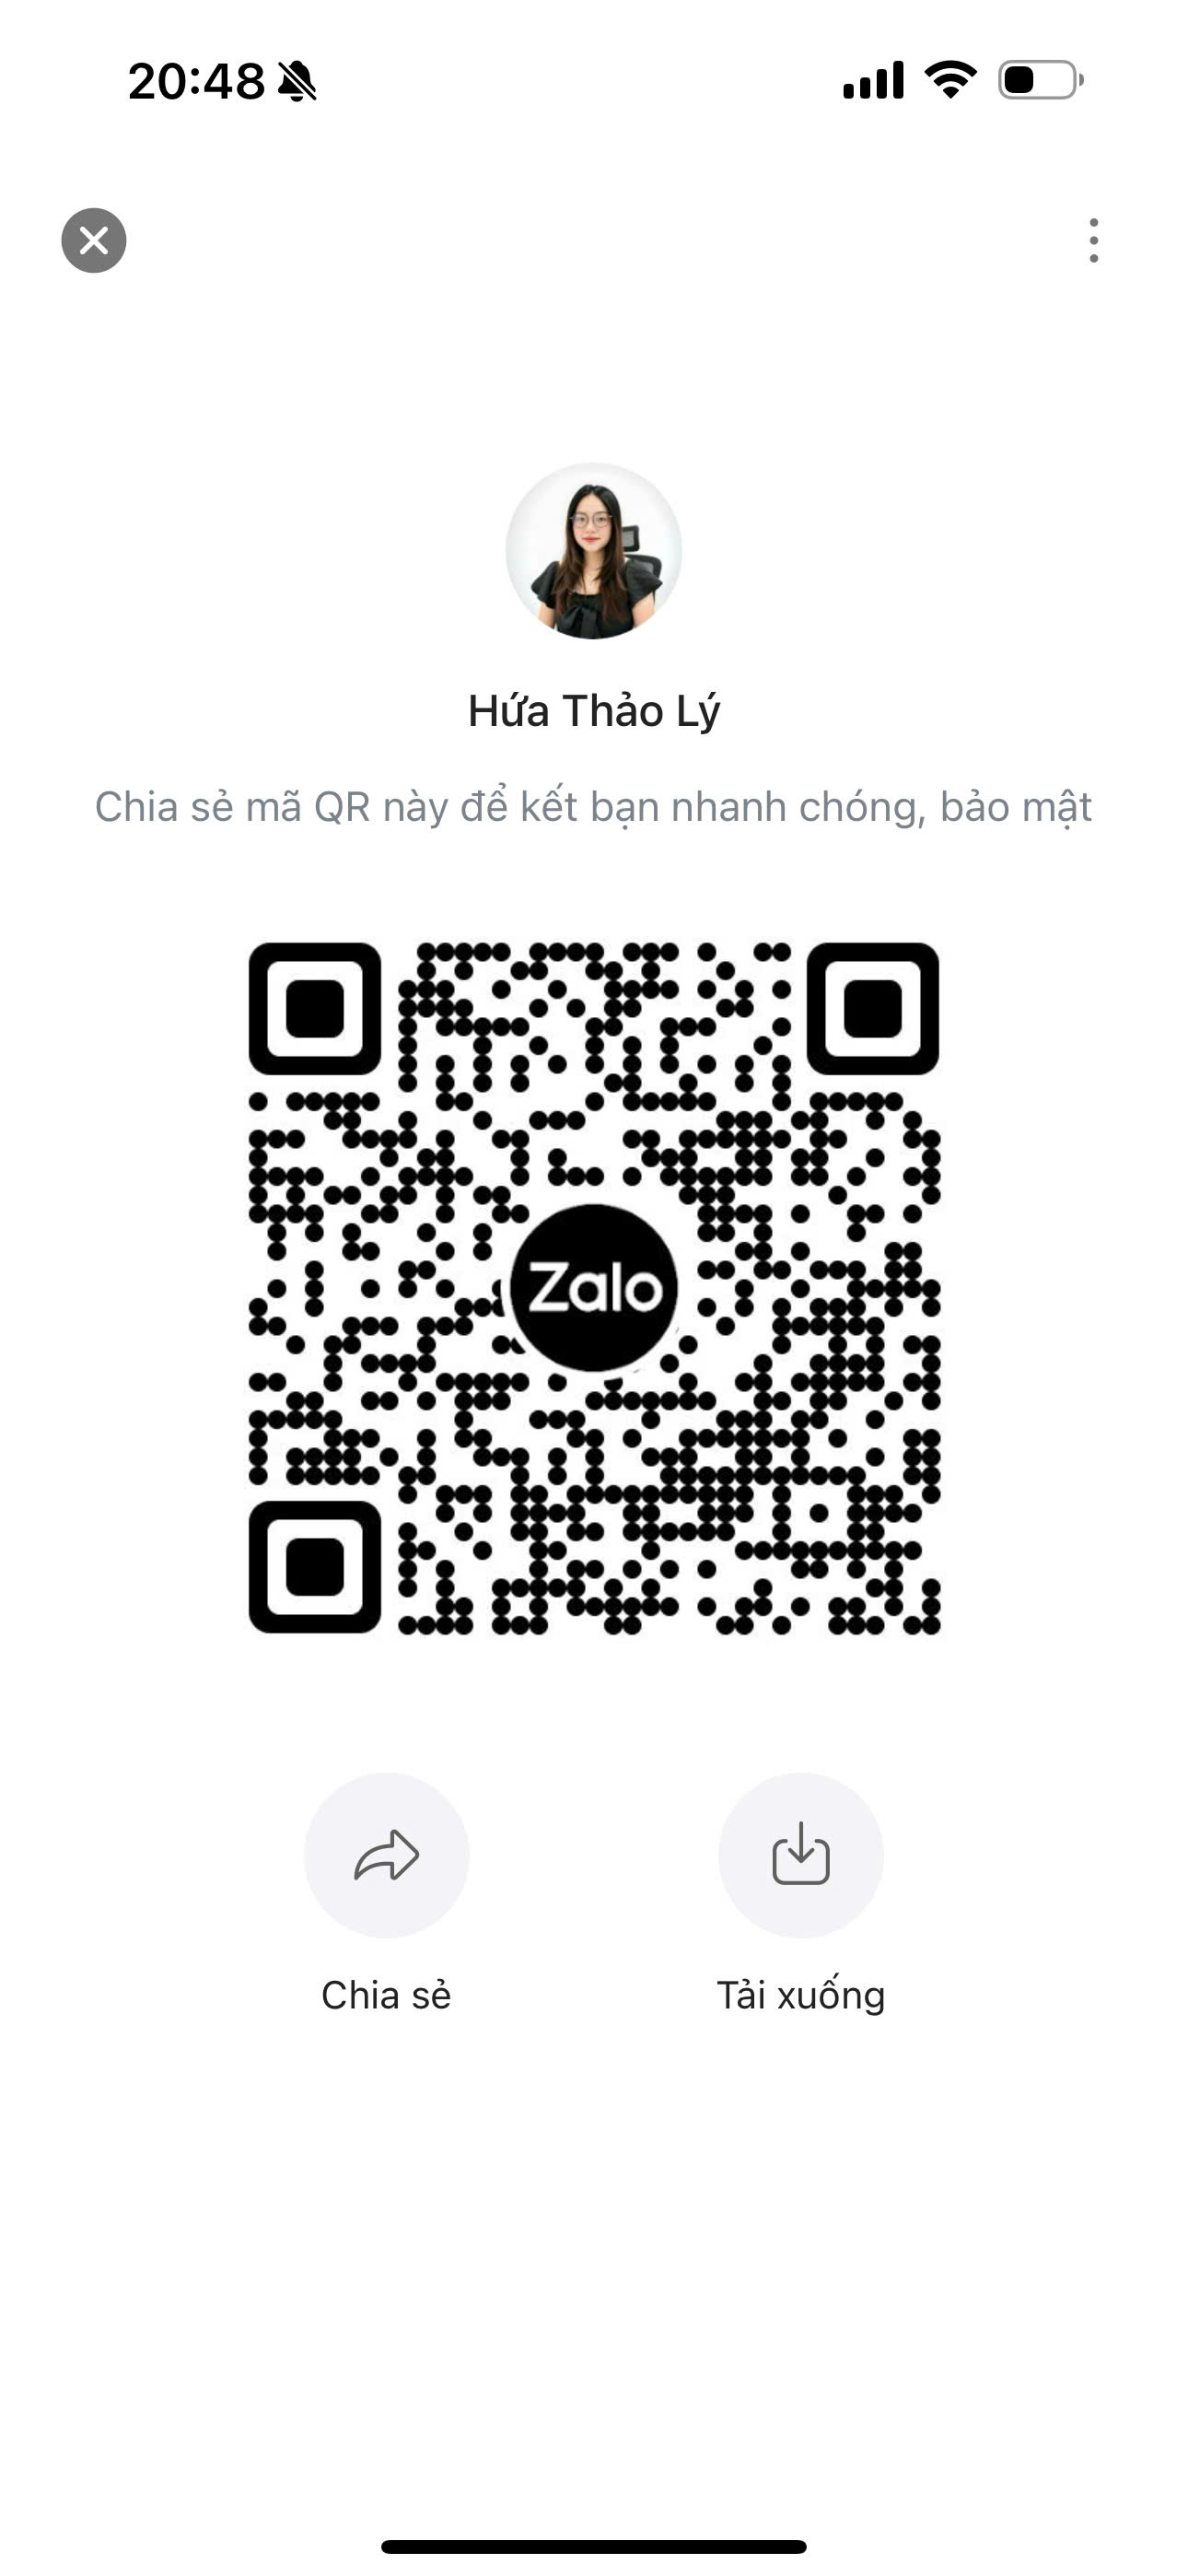 20:48
Hứa Thảo Lý
Chia sẻ mã QR này để kết bạn nhanh chóng, bảo mật
Zalo
Chia sẻ
Tải xuống